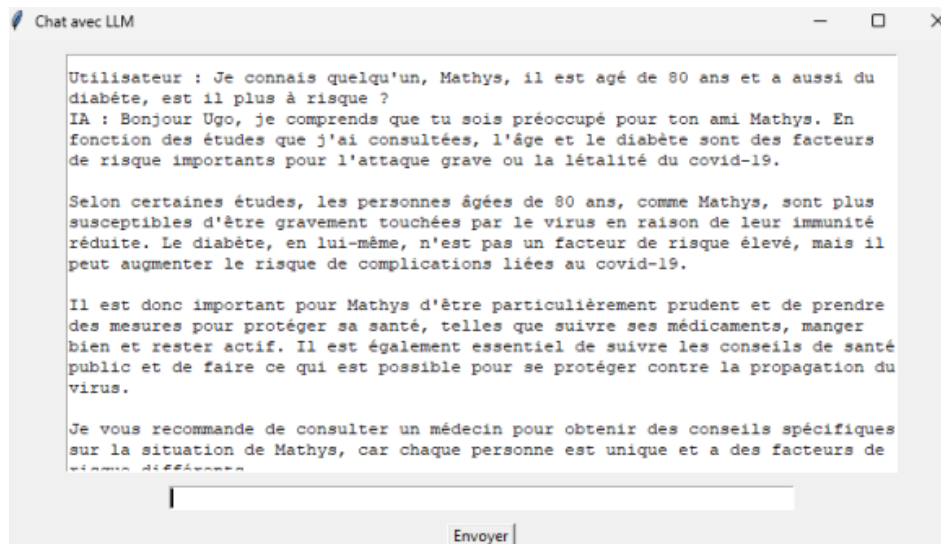 Chat avec LLM
Utilisateur : Je connais quelqu'un, Mathys, il est agé de 80 ans et a aussi du
diabéte, est il plus à risque ?
IA : Bonjour Ugo, je comprends que tu sois préoccupé pour ton ami Mathys. En
fonction des études que j'ai consultées, l'âge et le diabète sont des facteurs
de risque importants pour l'attaque grave ou la létalité du covid-19.
Selon certaines études, les personnes âgées de 80 ans, comme Mathys, sont plus
susceptibles d'être gravement touchées par le virus en raison de leur immunité
réduite. Le diabète, en lui-même, n'est pas un facteur de risque élevé, mais il
peut augmenter le risque de complications liées au covid-19.
Il est donc important pour Mathys d'être particulièrement prudent et de prendre
des mesures pour protéger sa santé, telles que suivre ses médicaments, manger
bien et rester actif. Il est également essentiel de suivre les conseils de santé
public et de faire ce qui est possible pour se protéger contre la propagation du
virus.
Je vous recommande de consulter un médecin pour obtenir des conseils spécifiques
sur la situation de Mathys, car chaque personne est unique et a des facteurs de
risque différents
Envoyer